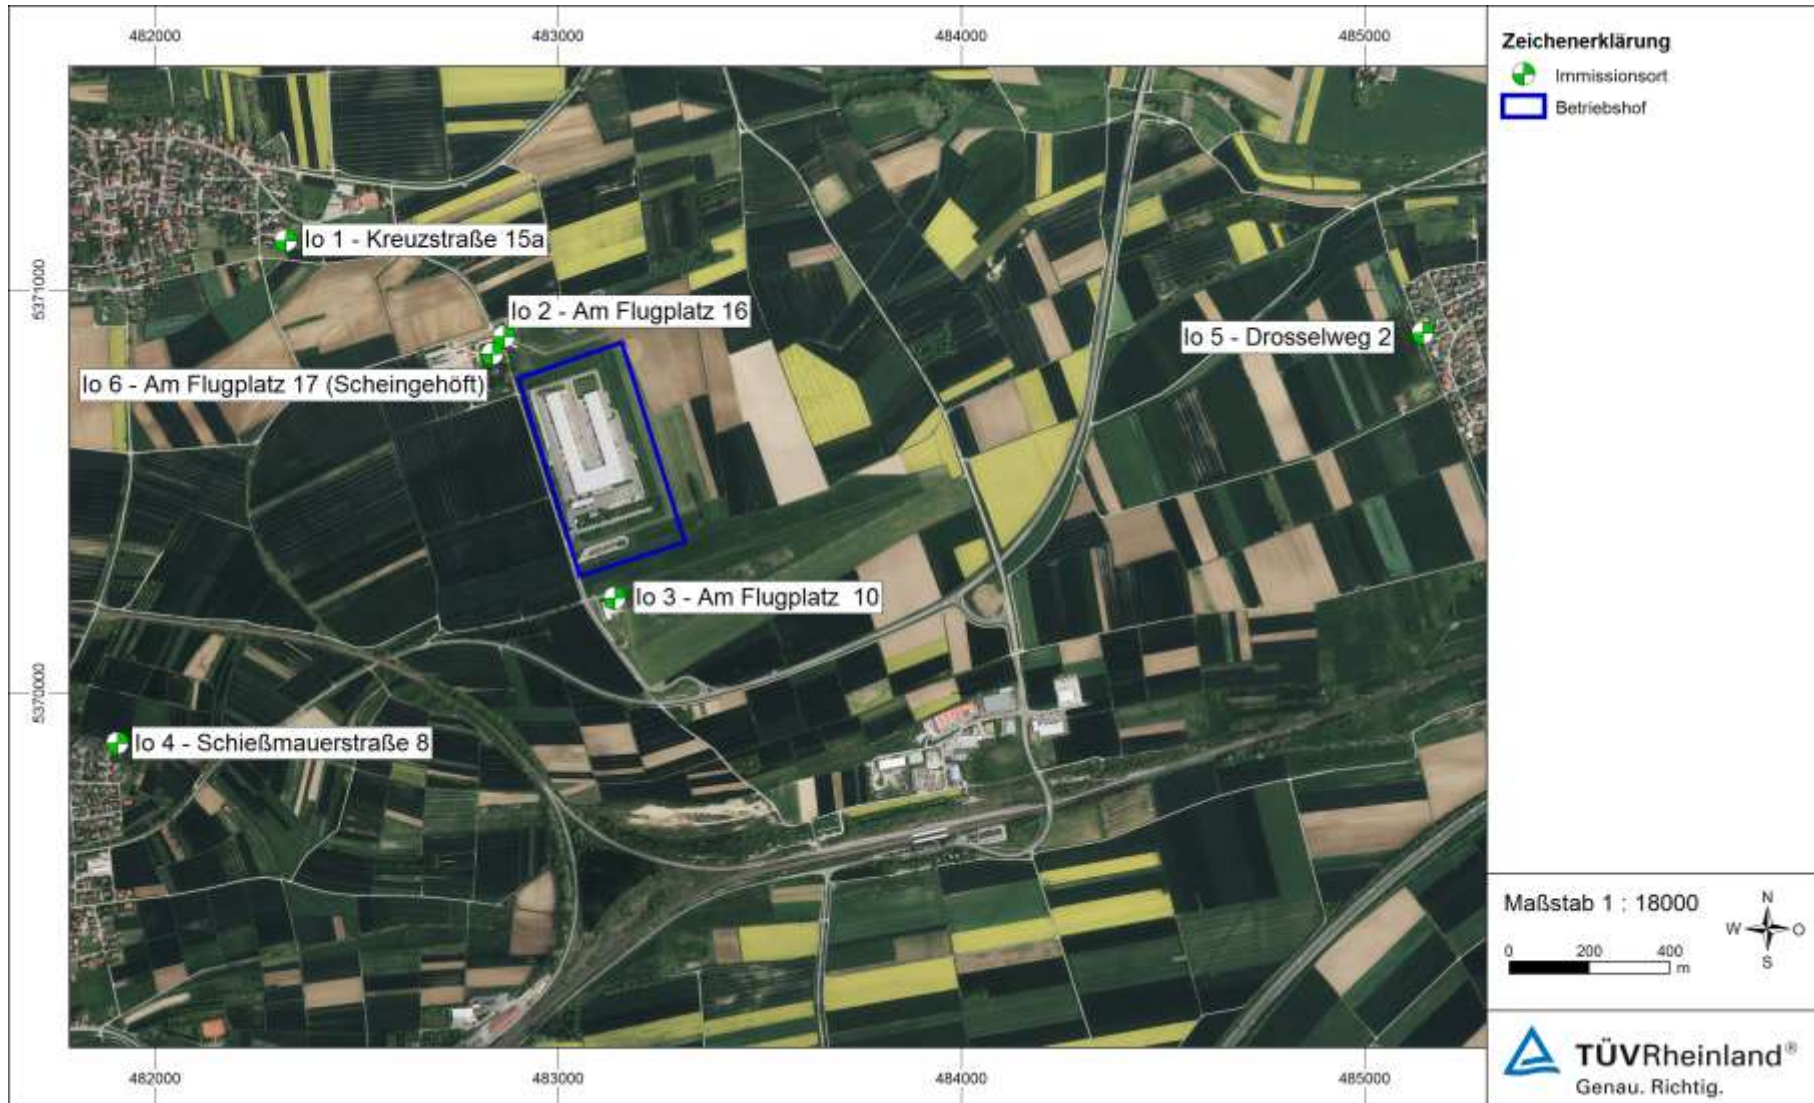 482000
483000
484000
485000
5371000
5370000
Io 1 - Kreuzstraße 15a
Io 2 - Am Flugplatz 16
Io 5 - Drosselweg 2
Io 6 - Am Flugplatz 17 (Scheingehöft)
Io 3 - Am Flugplatz 10
Io 4 - Schießmauerstraße 8
482000
483000
484000
485000
Zeichenerklärung
Immissionsort
Betriebshof
Maßstab 1 : 18000
0 200 400
m
N
W O
S
TÜVRheinland®
Genau. Richtig.